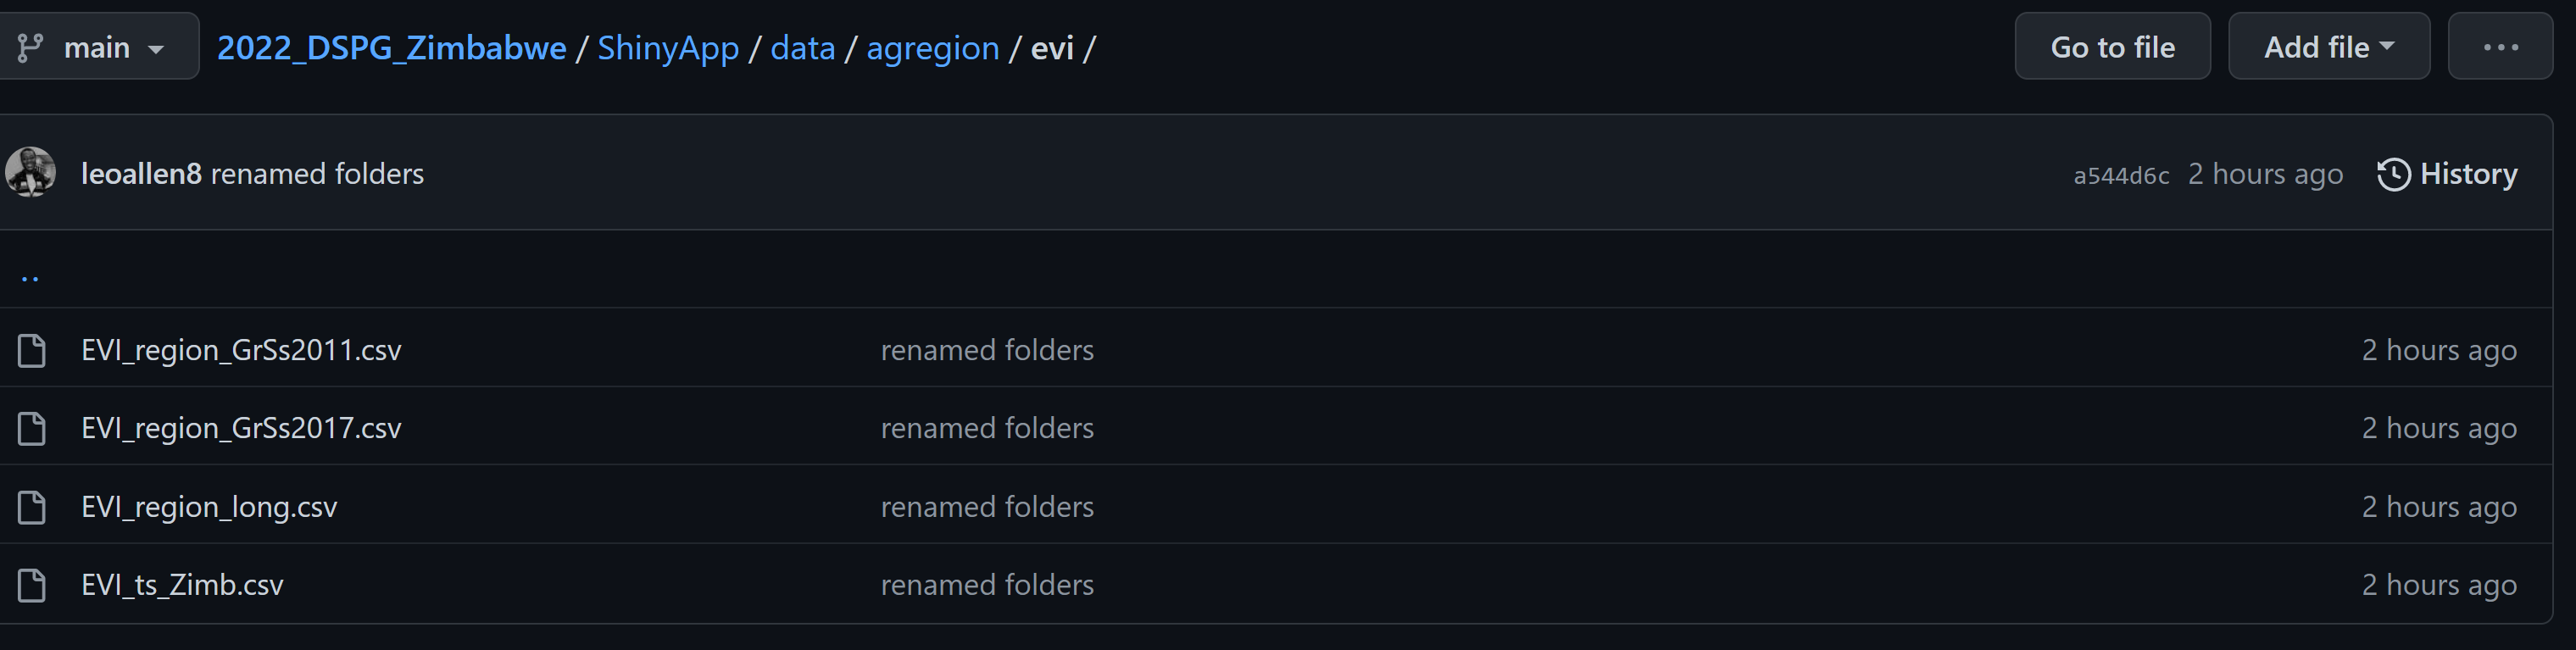 main 2022_DSPG_Zimbabwe / ShinyApp / data / agregion / evi / Go to file Add file ...
leoallen8 renamed folders a544d6c 2 hours ago History
..
EVI_region_GrSs2011.csv renamed folders 2 hours ago
EVI_region_GrSs2017.csv renamed folders 2 hours ago
EVI_region_long.csv renamed folders 2 hours ago
EVI_ts_Zimb.csv renamed folders 2 hours ago